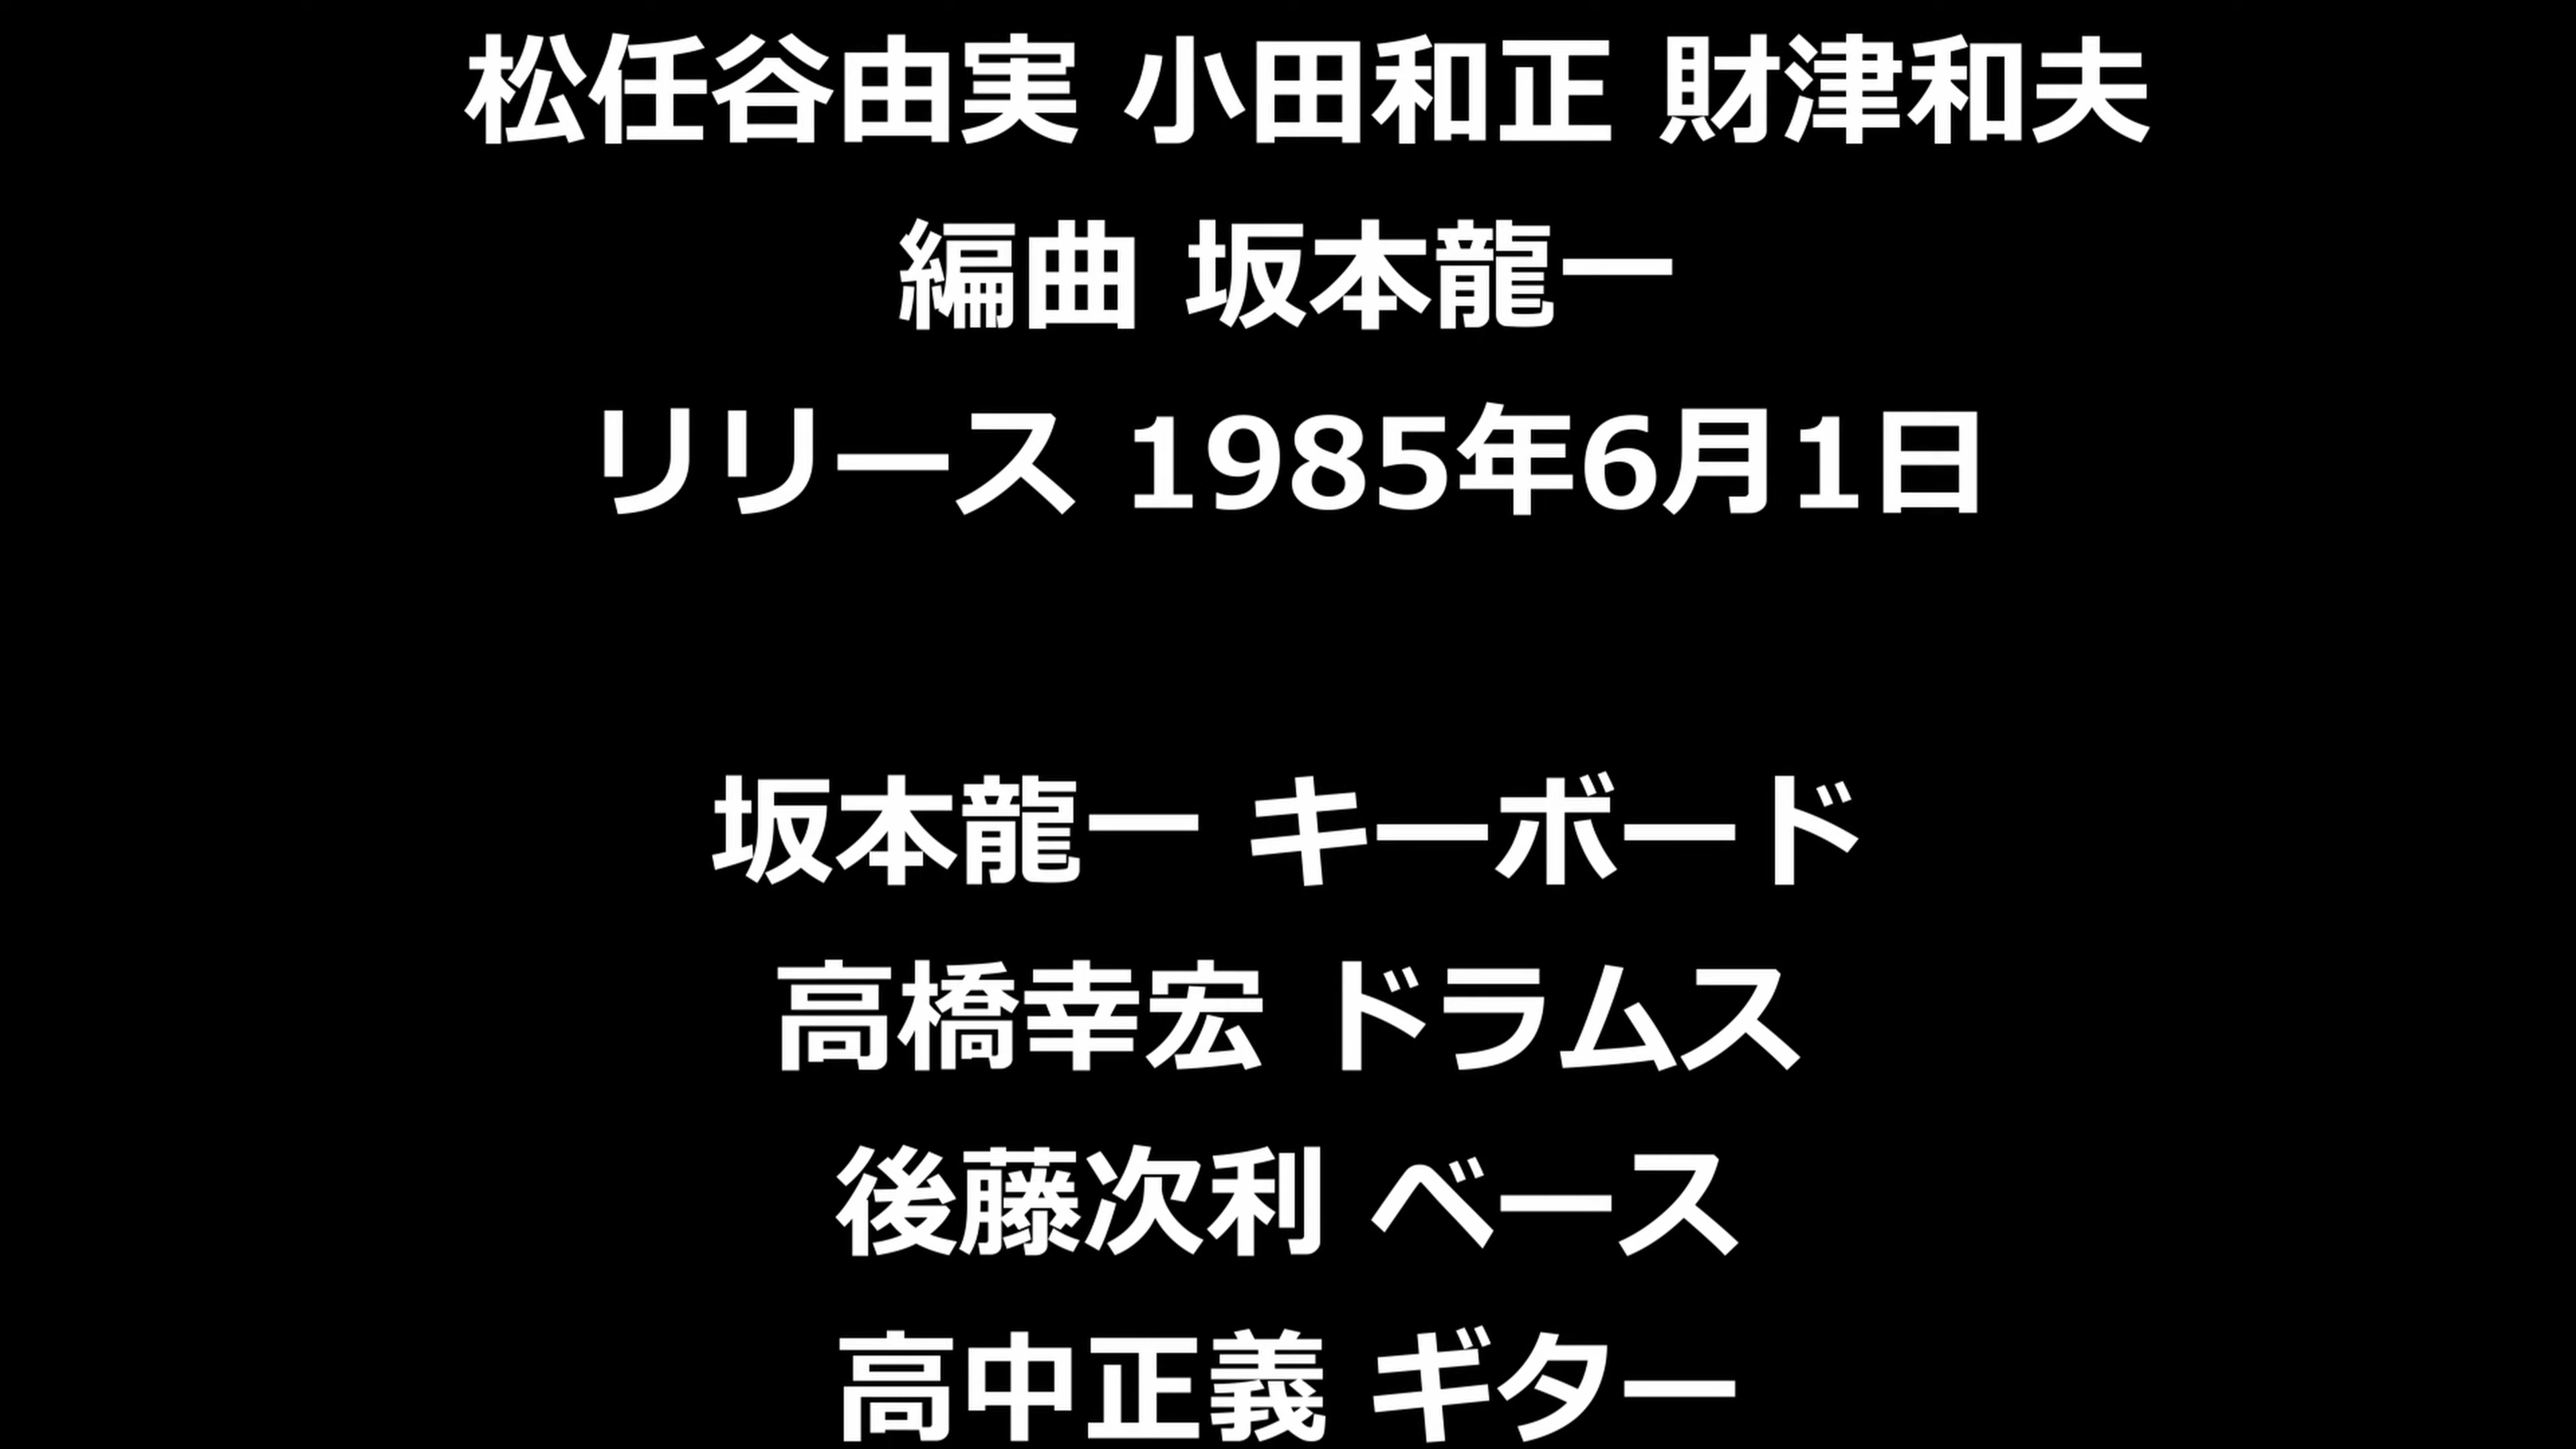 松任谷由実 小田和正 財津和夫
編曲 坂本龍一
リリース 1985年6月1日
坂本龍一 キーボード
高橋幸宏 ドラムス
後藤次利 ベース
高中正義 ギター